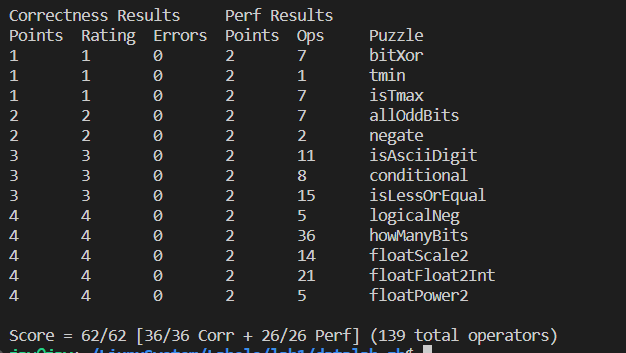 Correctness Results Perf Results
Points Rating Errors Points Ops Puzzle
1 1 0 2 7 bitXor
1 1 0 2 1 tmin
1 1 0 2 7 isTmax
2 2 0 2 7 allOddBits
2 2 0 2 2 negate
3 3 0 2 11 isAsciiDigit
3 3 0 2 8 conditional
3 3 0 2 15 isLessOrEqual
4 4 0 2 5 logicalNeg
4 4 0 2 36 howManyBits
4 4 0 2 14 floatScale2
4 4 0 2 21 floatFloat2Int
4 4 0 2 5 floatPower2
Score = 62/62 [36/36 Corr + 26/26 Perf] (139 total operators)